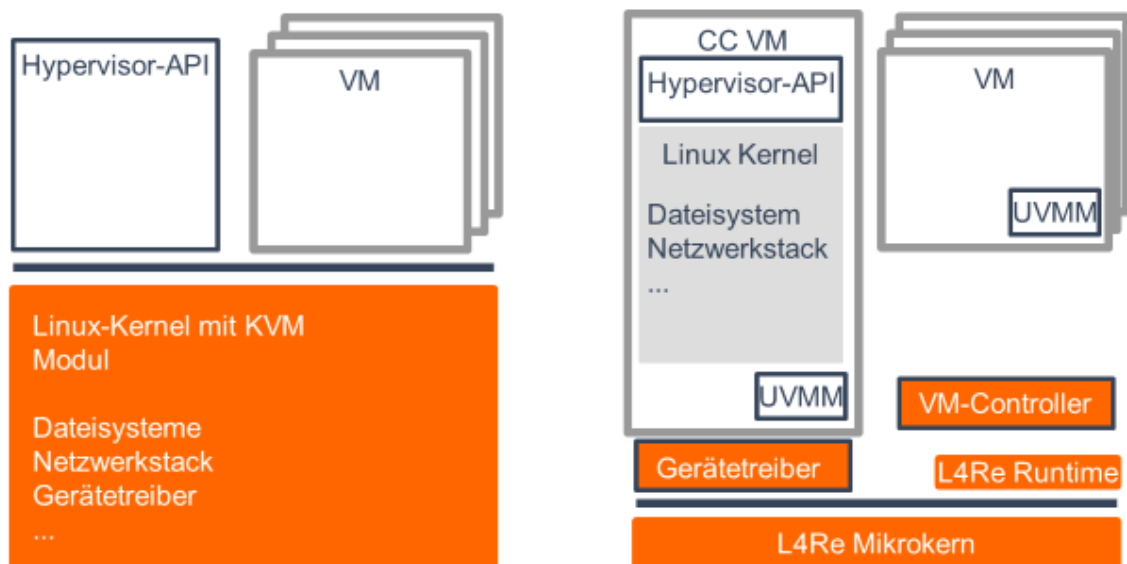 Hypervisor-API
VM
Linux-Kernel mit KVM
Modul
Dateisysteme
Netzwerkstack
Gerätetreiber
...
CC VM
Hypervisor-API
Linux Kernel
Dateisystem
Netzwerkstack
...
UVMM
VM
UVMM
VM-Controller
Gerätetreiber
L4Re Runtime
L4Re Mikrokern